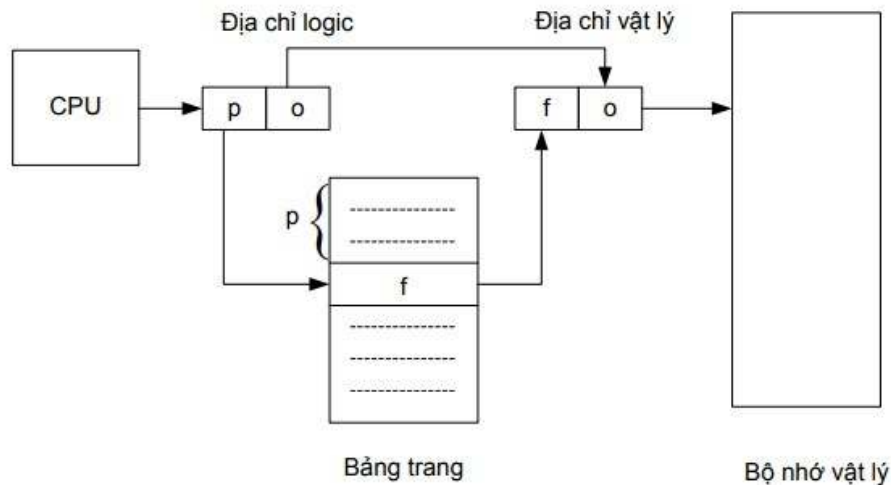 Địa chỉ logic
Địa chỉ vật lý
CPU
p
o
f
o
p
f
Bảng trang
Bộ nhớ vật lý